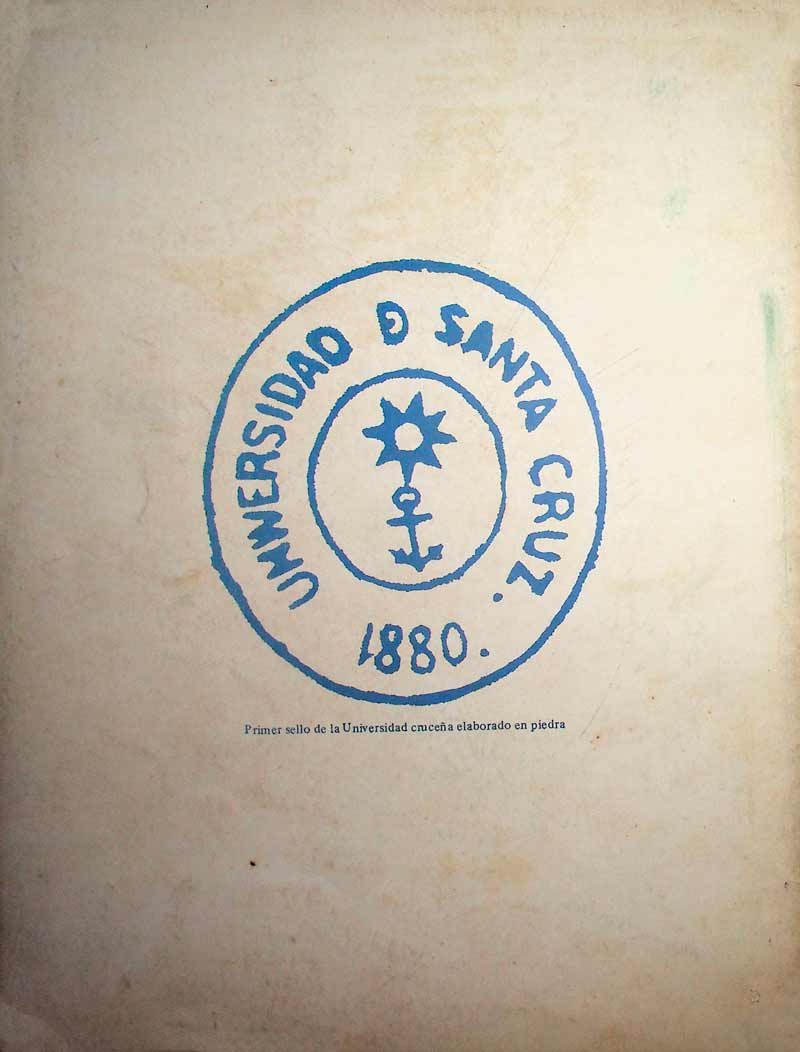 UNIVERSIDAD Đ SANTA CRUZ.
1880.
Primer sello de la Universidad cruceña elaborado en piedra